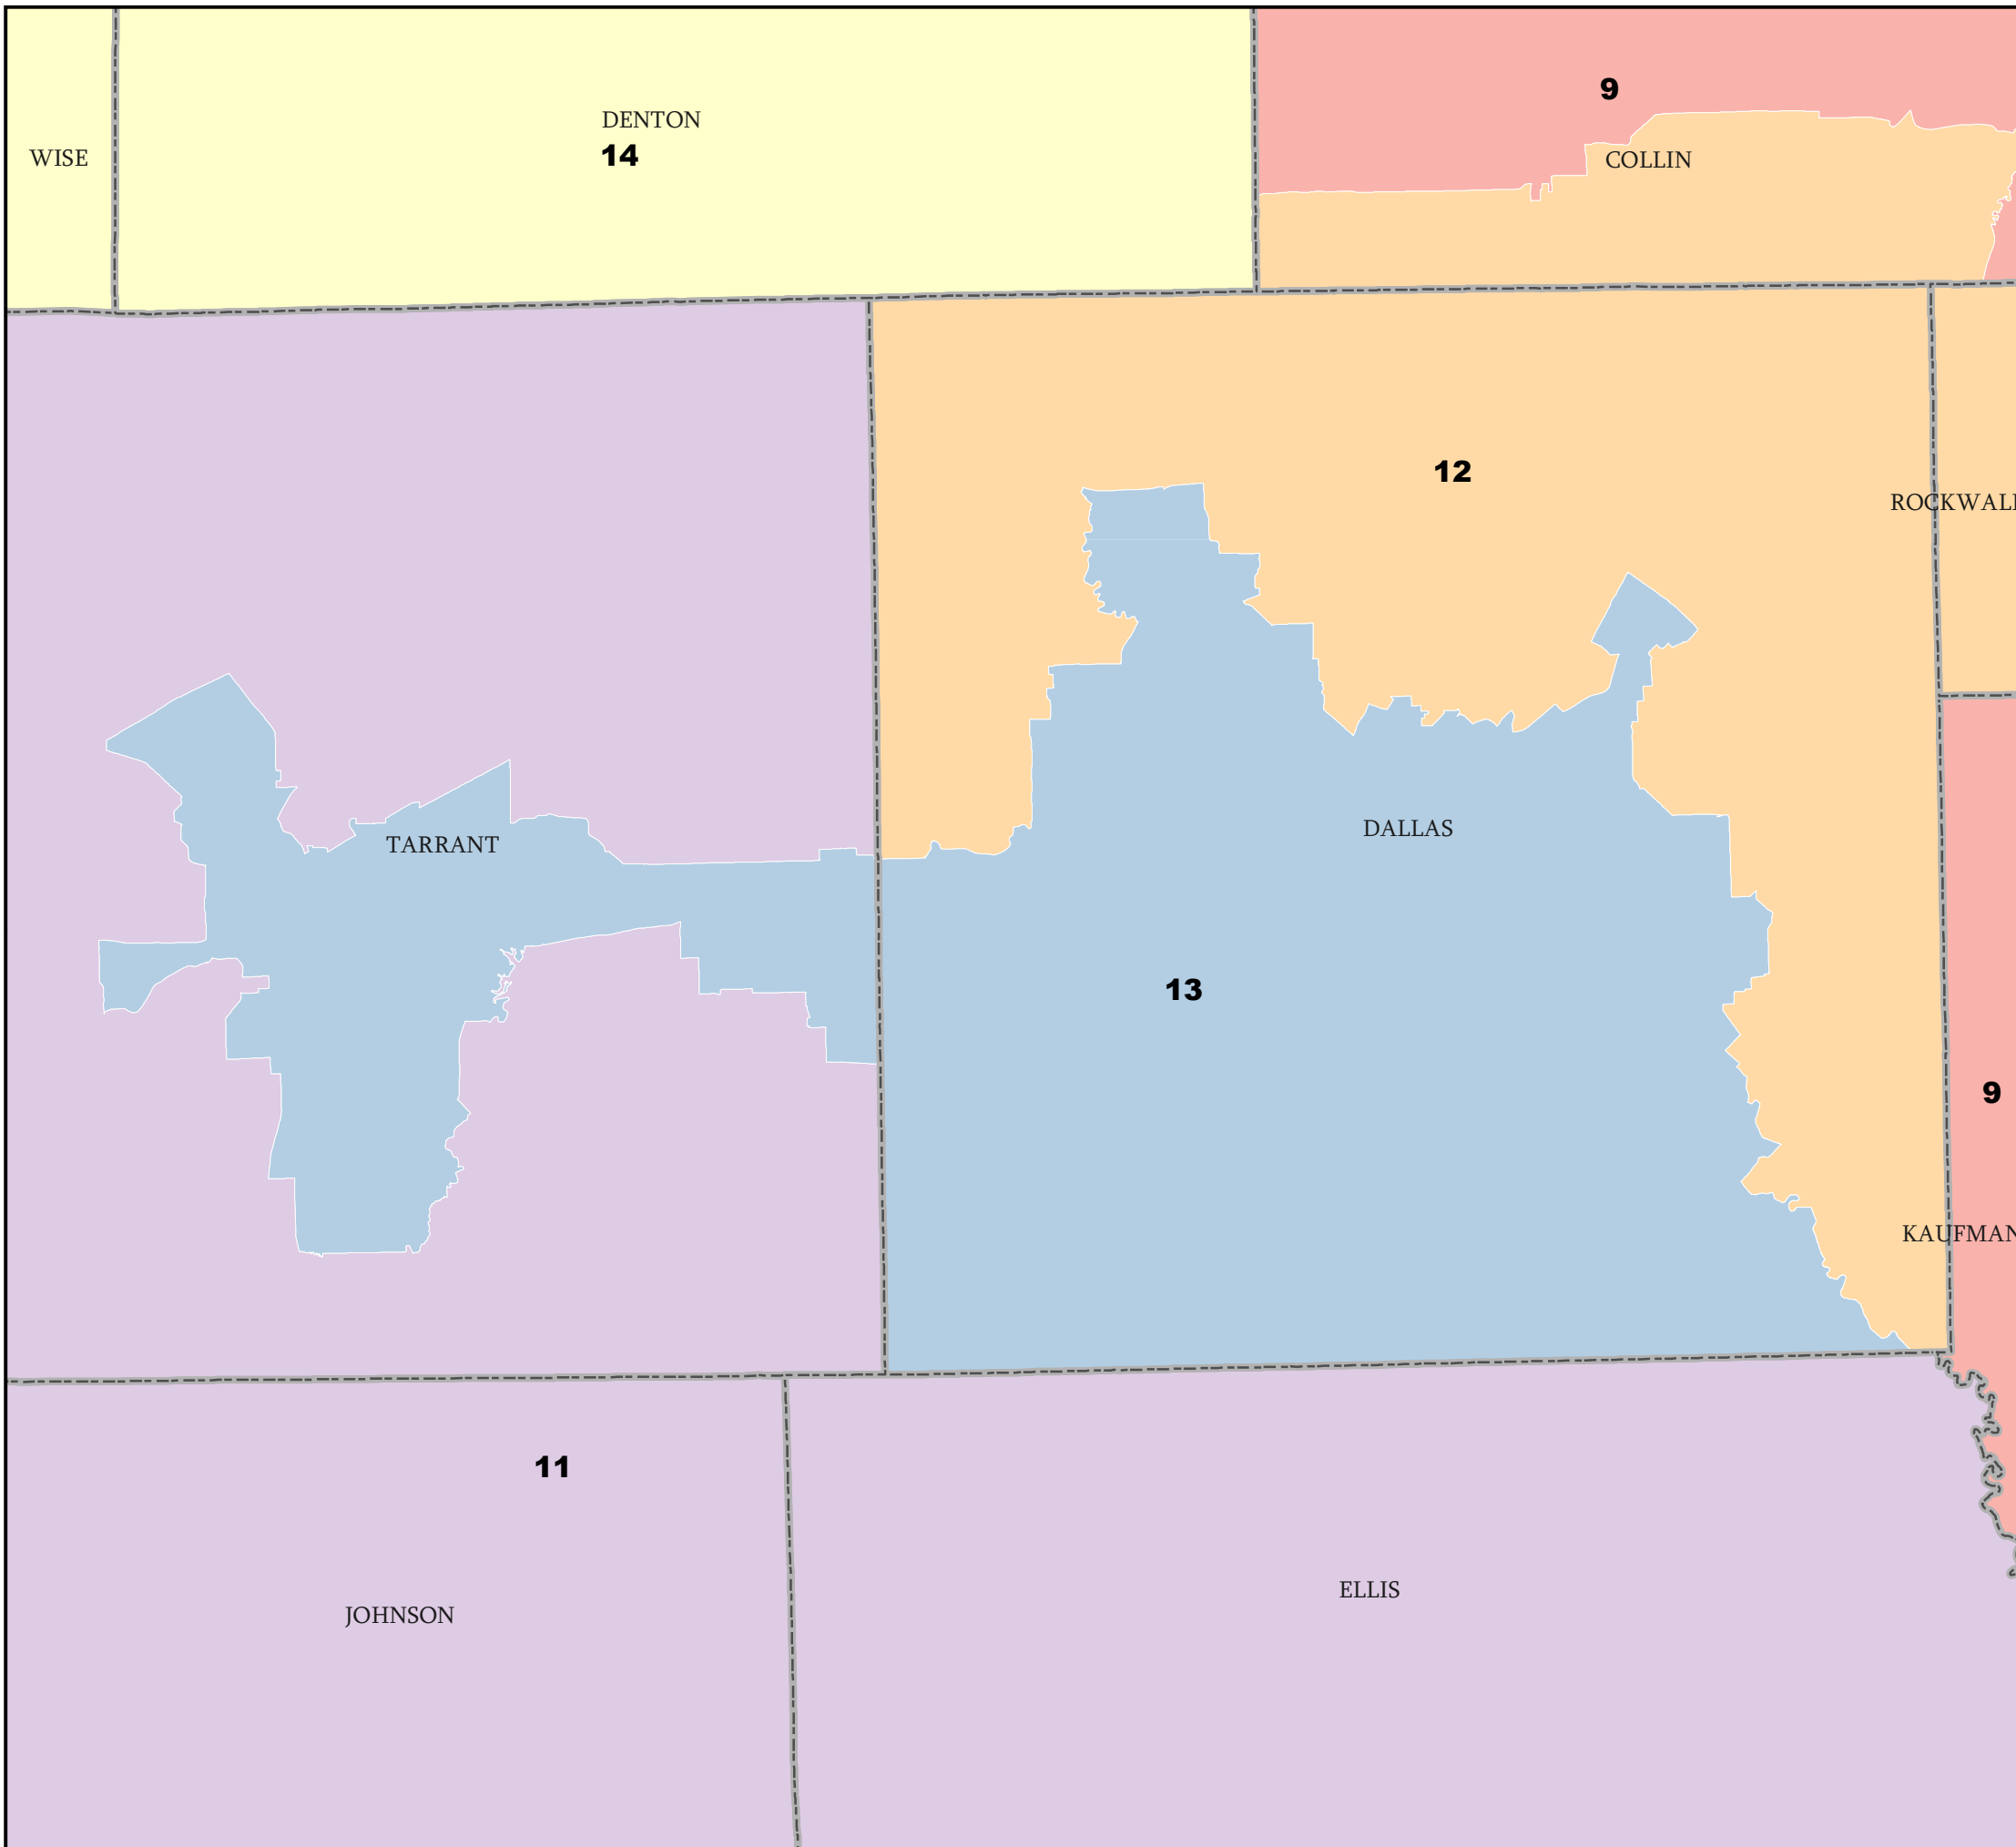 9
DENTON
14
WISE
COLLIN
12
ROCKWALL
DALLAS
TARRANT
13
9
KAUFMAN
11
ELLIS
JOHNSON